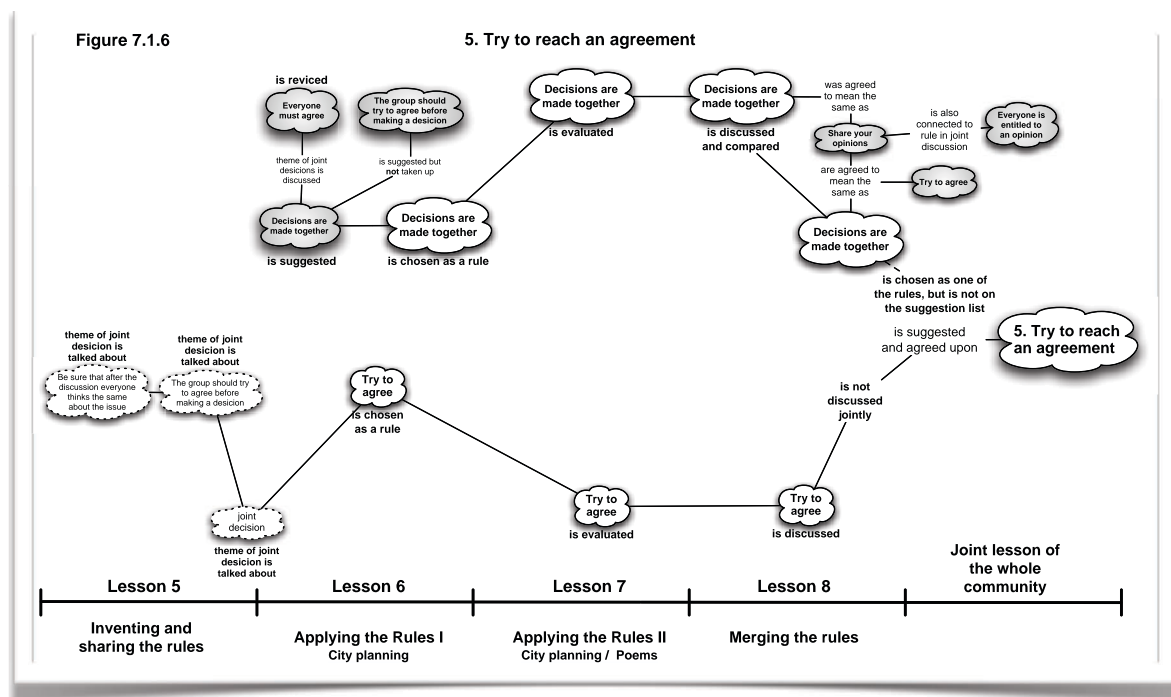 Figure 7.1.6
5. Try to reach an agreement
is reviced
Everyone
must agree
The group should
try to agree before
making a desicion
theme of joint
desicions is
discussed
is suggested but
not taken up
Decisions are
made together
is suggested
Decisions are
made together
is chosen as a rule
Decisions are
made together
is evaluated
Decisions are
made together
is discussed
and compared
was agreed
to mean the
same as
Share your
opinions
is also
connected to
rule in joint
discussion
Everyone is
entitled to
an opinion
are agreed to
mean the
same as
Try to agree
Decisions are
made together
is chosen as one of
the rules, but is not on
the suggestion list
theme of joint
desicion is
talked about
Be sure that after the
discussion everyone
thinks the same
about the issue
theme of joint
desicion is
talked about
The group should try
to agree before
making a desicion
joint
decision
theme of joint
desicion is
talked about
Try to
agree
is chosen
as a rule
Try to
agree
is evaluated
Try to
agree
is discussed
is not
discussed
jointly
is suggested
and agreed upon
5. Try to reach
an agreement
Lesson 5
Lesson 6
Lesson 7
Lesson 8
Joint lesson of
the whole
community
Inventing and
sharing the rules
Applying the Rules I
City planning
Applying the Rules II
City planning / Poems
Merging the rules